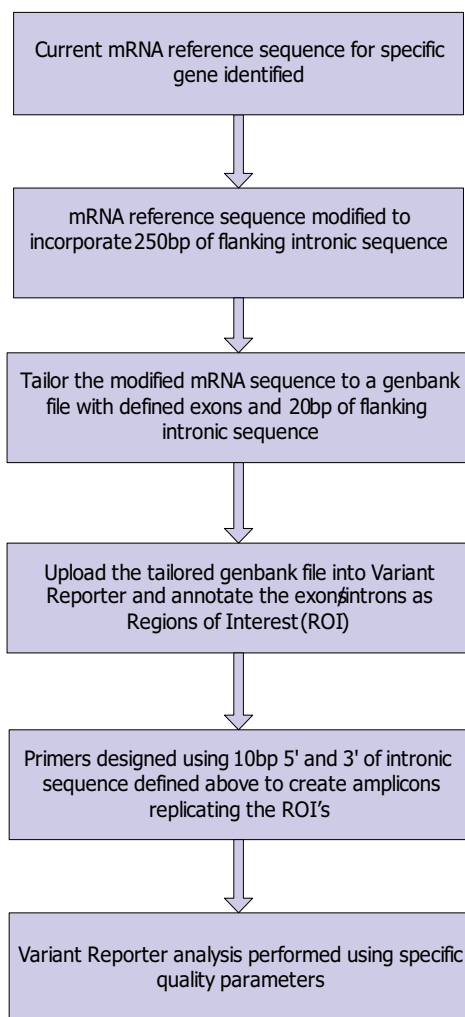 Current mRNA reference sequence for specific
gene identified
mRNA reference sequence modified to
incorporate 250bp of flanking intronic sequence
Tailor the modified mRNA sequence to a genbank
file with defined exons and 20bp of flanking
intronic sequence
Upload the tailored genbank file into Variant
Reporter and annotate the exons/introns as
Regions of Interest (ROI)
Primers designed using 10bp 5' and 3' of intronic
sequence defined above to create amplicons
replicating the ROI's
Variant Reporter analysis performed using specific
quality parameters